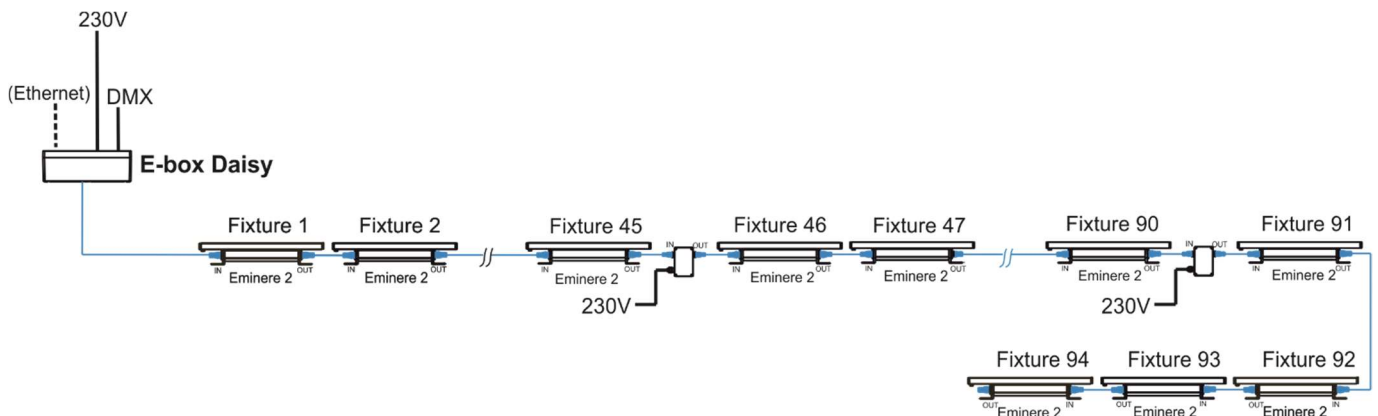 230V
(Ethernet) DMX
E-box Daisy
Fixture 1 Fixture 2 Fixture 45 Fixture 46 Fixture 47 Fixture 90 Fixture 91
IN OUT IN OUT
IN OUT IN OUT IN OUT IN OUT IN OUT IN OUT IN OUT
Eminere 2 Eminere 2 Eminere 2 Eminere 2 Eminere 2 Eminere 2 Eminere 2
230V 230V
Fixture 94 Fixture 93 Fixture 92
OUT IN OUT IN OUT IN
Eminere 2 Eminere 2 Eminere 2